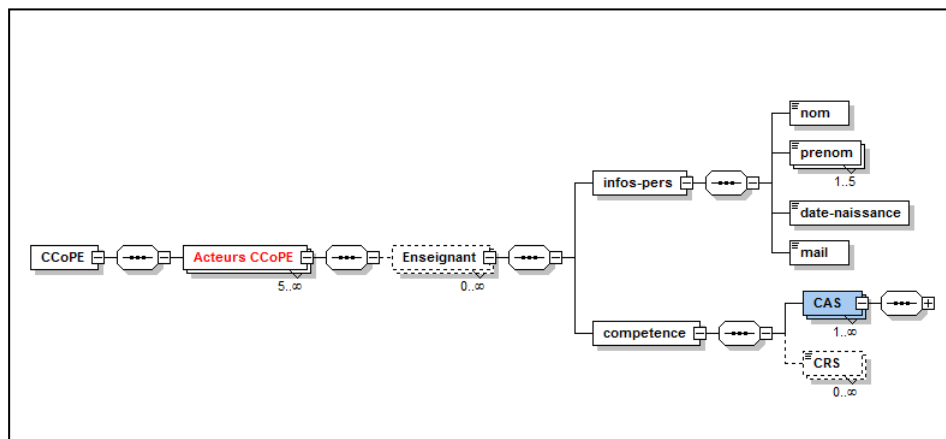 nom
prenom
1..5
infos-pers
date-naissance
mail
CCoPE
Acteurs CCoPE
5..∞
Enseignant
0..∞
CAS
1..∞
competence
CRS
0..∞